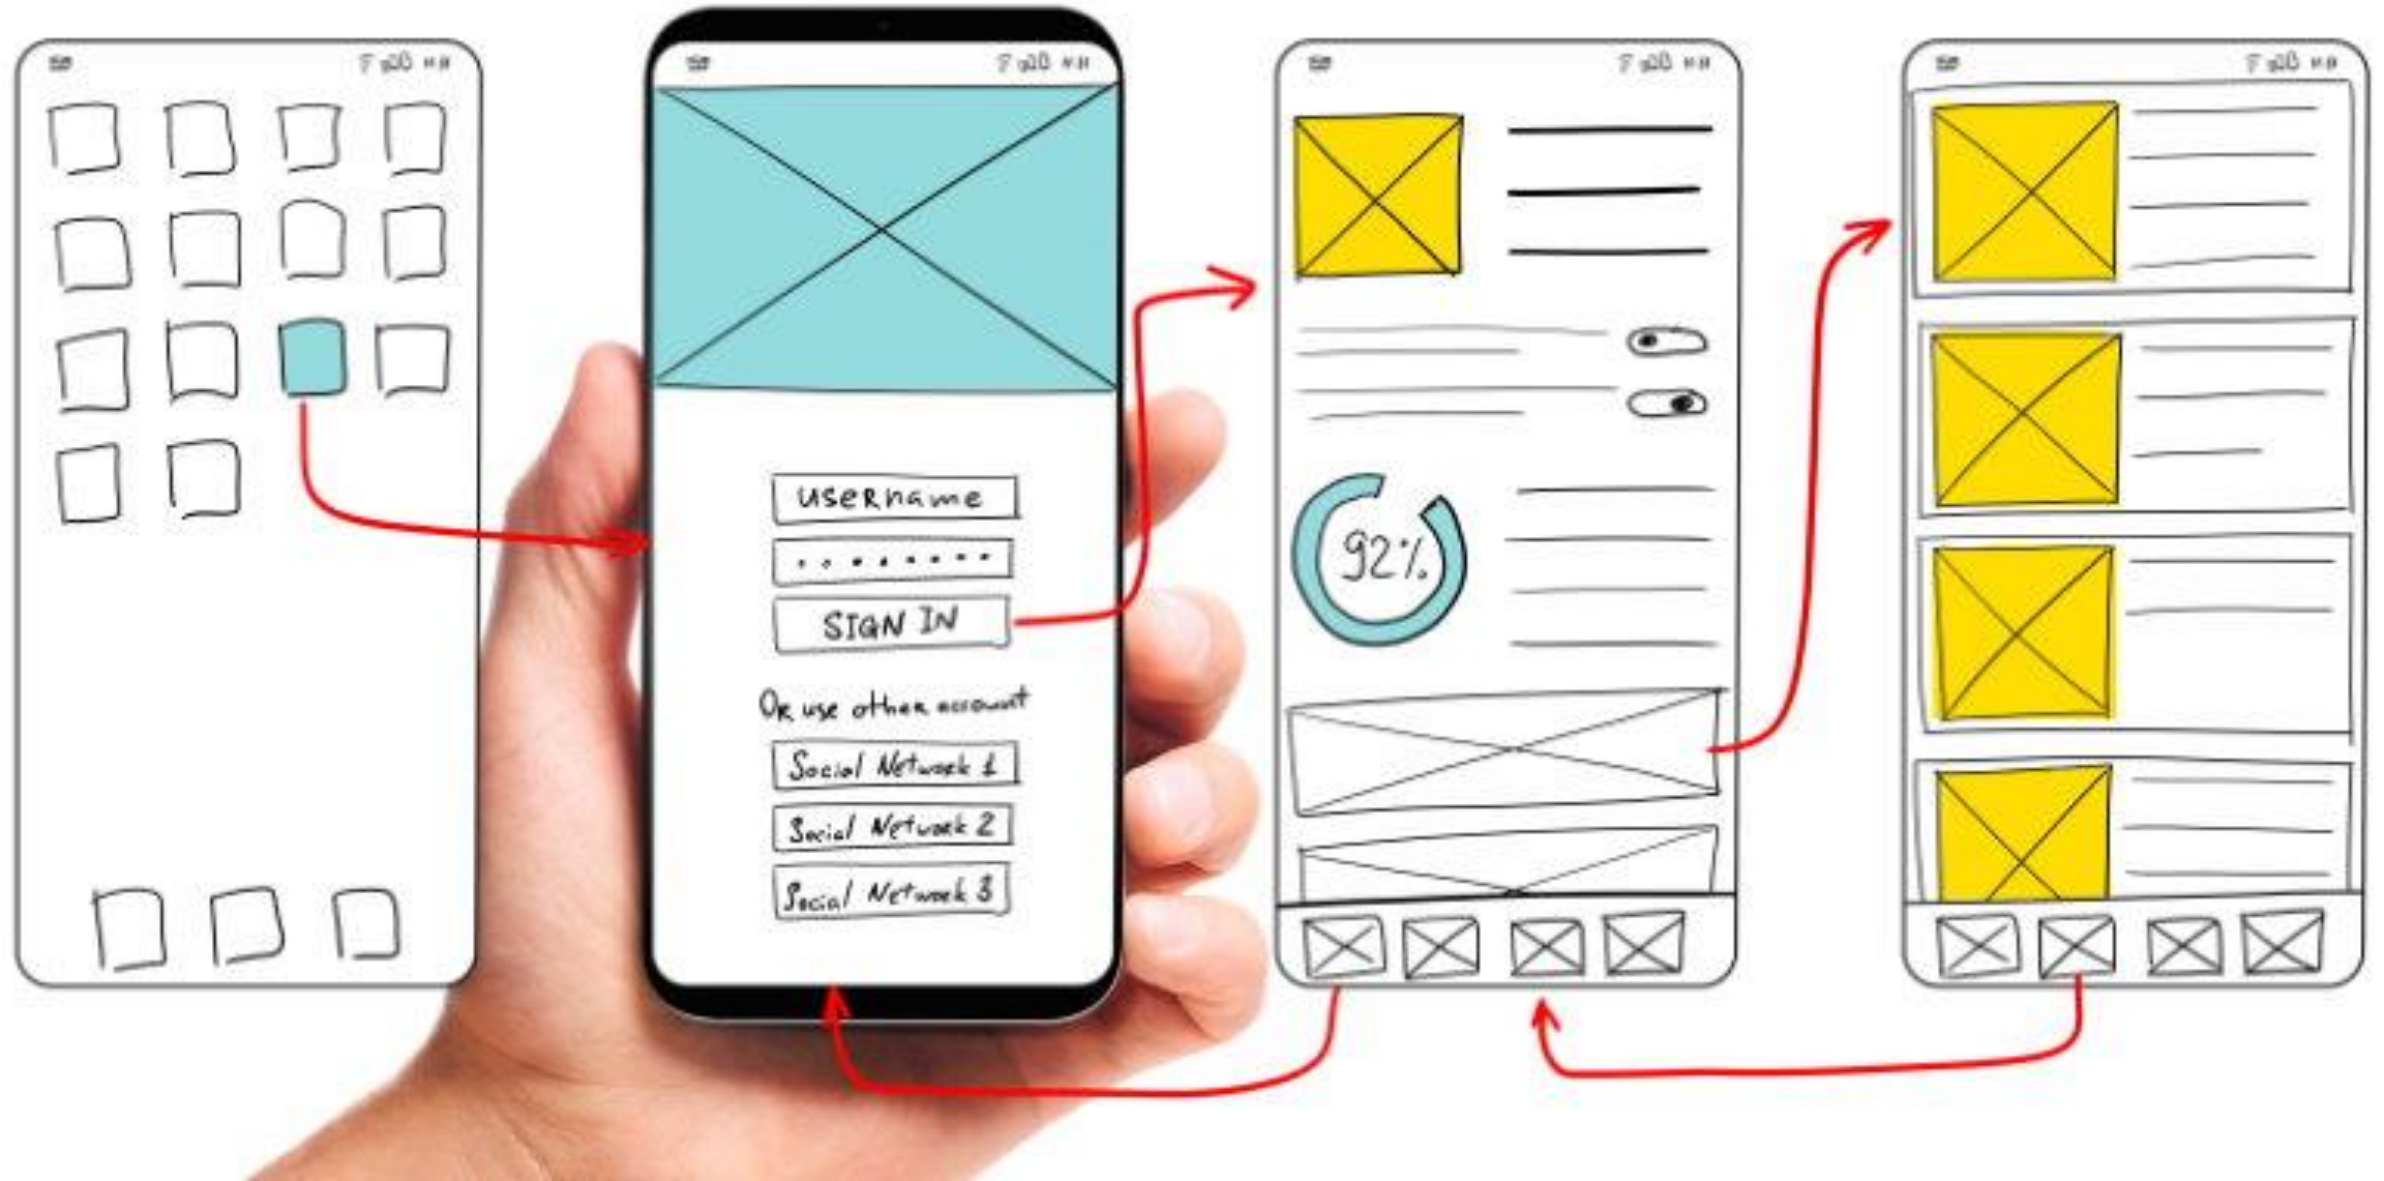 username
SIGN IN
Or use other account
Social Network 1
Social Network 2
Social Network 3
92%